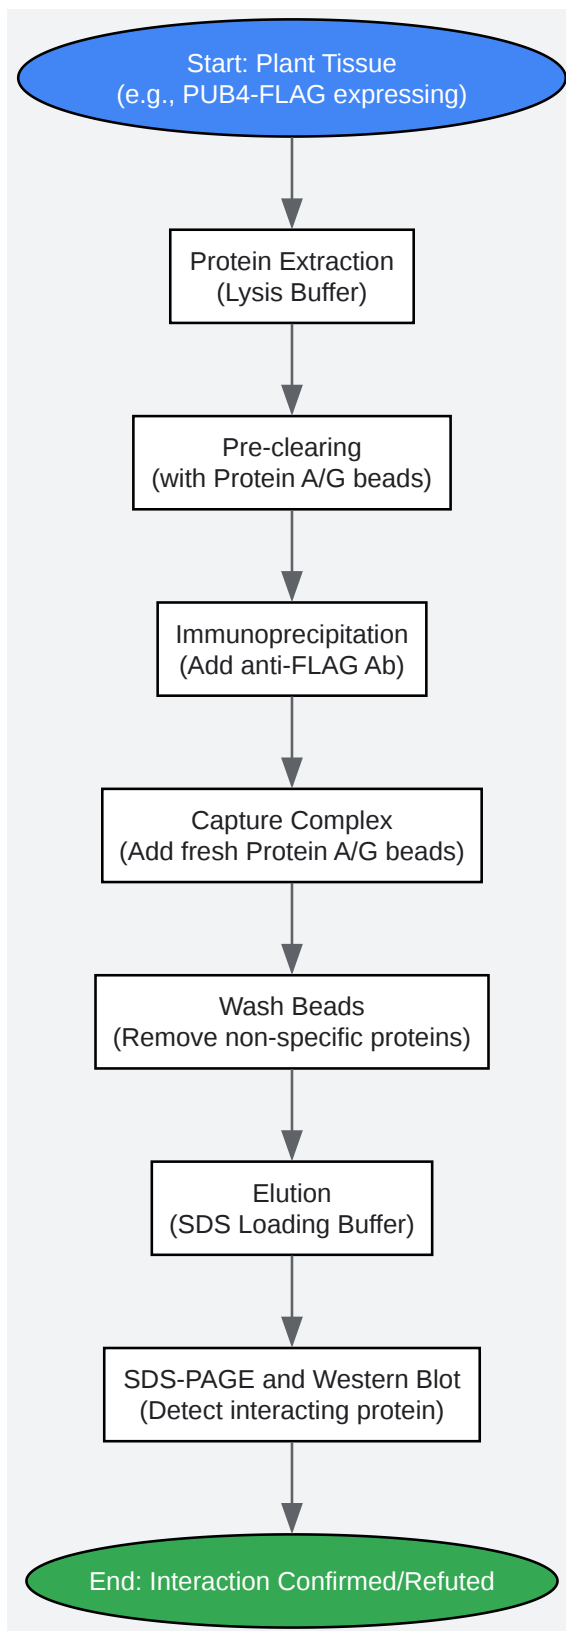 Start: Plant Tissue
(e.g., PUB4-FLAG expressing)
Protein Extraction
(Lysis Buffer)
Pre-clearing
(with Protein A/G beads)
Immunoprecipitation
(Add anti-FLAG Ab)
Capture Complex
(Add fresh Protein A/G beads)
Wash Beads
(Remove non-specific proteins)
Elution
(SDS Loading Buffer)
SDS-PAGE and Western Blot
(Detect interacting protein)
End: Interaction Confirmed/Refuted